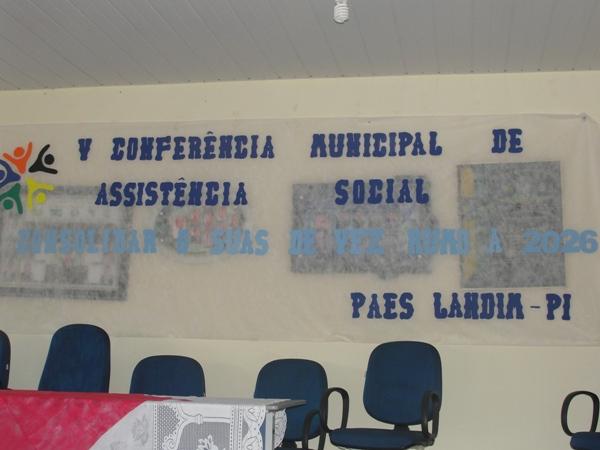 V CONFERÊNCIA MUNICIPAL DE
ASSISTÊNCIA SOCIAL
CONSOLIDAR O SUAS DE VEZ RUMO A 2026
PAES LANDIM-PI